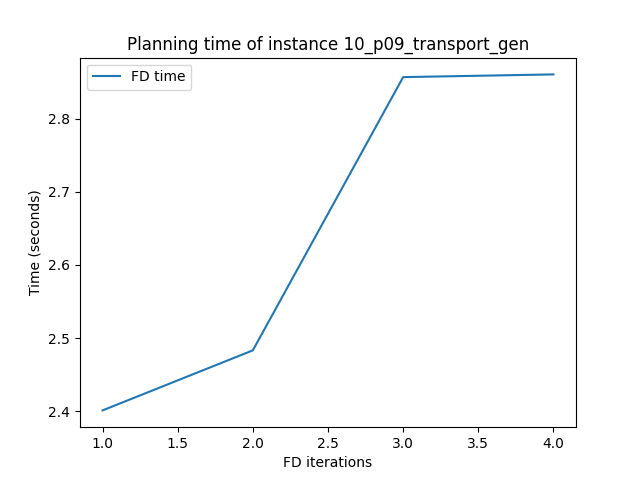 Planning time of instance 10_p09_transport_gen
FD time
Time (seconds)
2.8
2.7
2.6
2.5
2.4
1.0 1.5 2.0 2.5 3.0 3.5 4.0
FD iterations